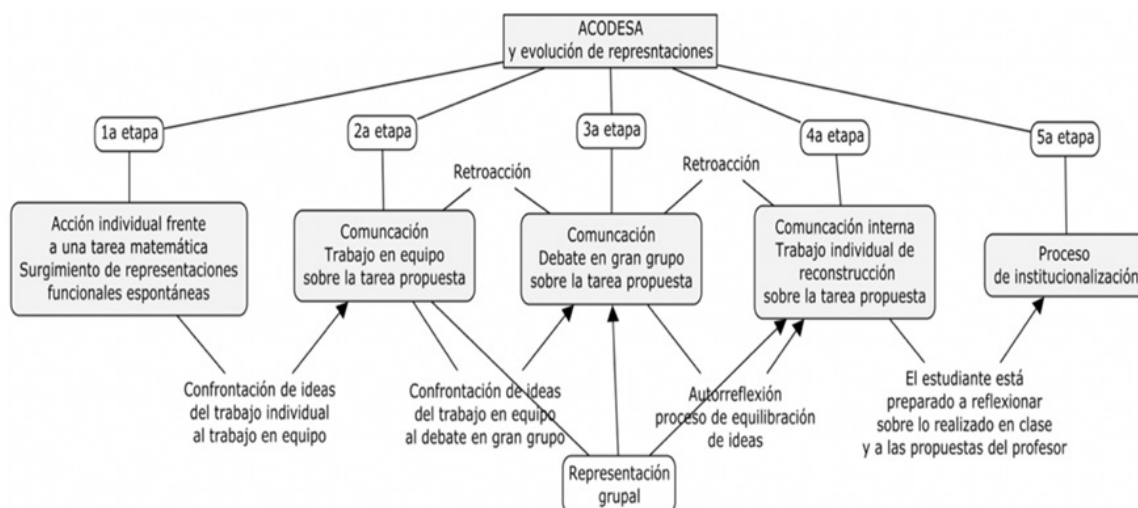 ACODESA
y evolución de represntaciones
1a etapa
2a etapa
3a etapa
4a etapa
5a etapa
Retroacción
Retroacción
Acción individual frente
a una tarea matemática
Surgimiento de representaciones
funcionales espontáneas
Comuncación
Trabajo en equipo
sobre la tarea propuesta
Comuncación
Debate en gran grupo
sobre la tarea propuesta
Comuncación interna
Trabajo individual de
reconstrucción
sobre la tarea propuesta
Proceso
de institucionalización
Confrontación de ideas
del trabajo individual
al trabajo en equipo
Confrontación de ideas
del trabajo en equipo
al debate en gran grupo
Autorreflexión
proceso de equilibración
de ideas
El estudiante está
preparado a reflexionar
sobre lo realizado en clase
y a las propuestas del profesor
Representación
grupal